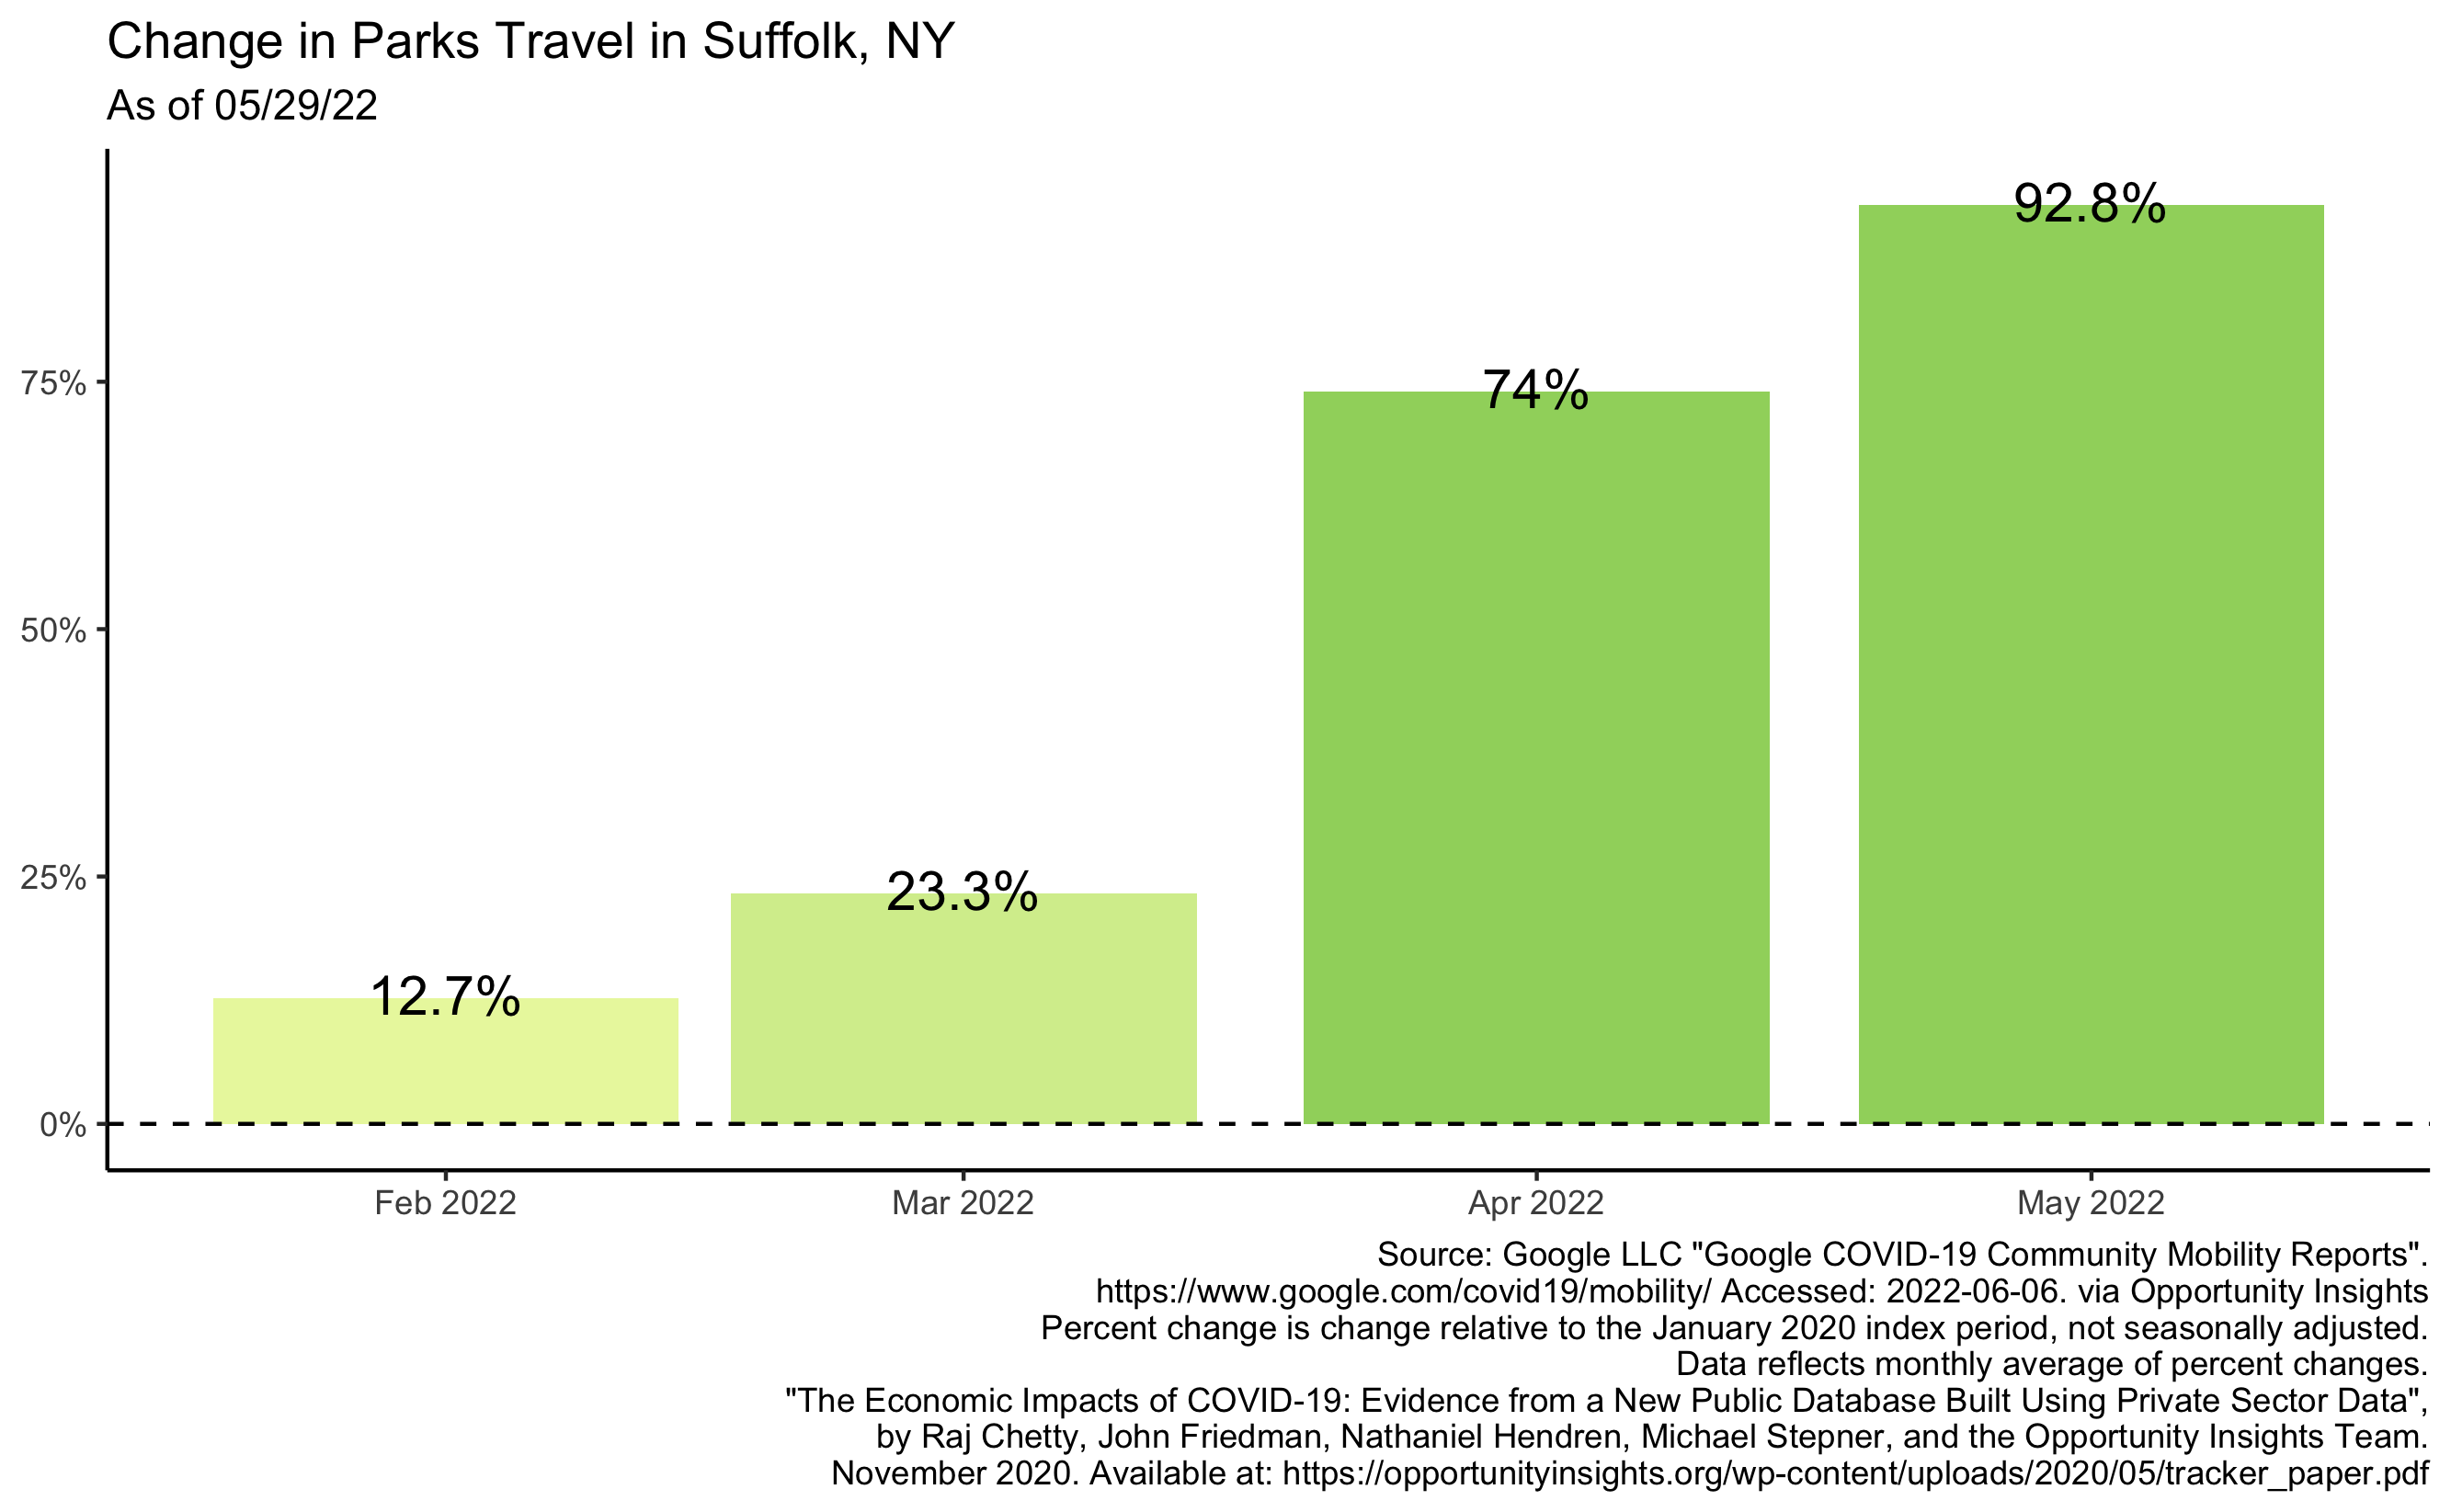 Change in Parks Travel in Suffolk, NY
As of 05/29/22
92.8%
75%
74%
50%
25%
23.3%
12.7%
0%
Feb 2022
Mar 2022
Apr 2022
May 2022
Source: Google LLC "Google COVID-19 Community Mobility Reports".
https://www.google.com/covid19/mobility/ Accessed: 2022-06-06. via Opportunity Insights
Percent change is change relative to the January 2020 index period, not seasonally adjusted.
Data reflects monthly average of percent changes.
"The Economic Impacts of COVID-19: Evidence from a New Public Database Built Using Private Sector Data",
by Raj Chetty, John Friedman, Nathaniel Hendren, Michael Stepner, and the Opportunity Insights Team.
November 2020. Available at: https://opportunityinsights.org/wp-content/uploads/2020/05/tracker_paper.pdf